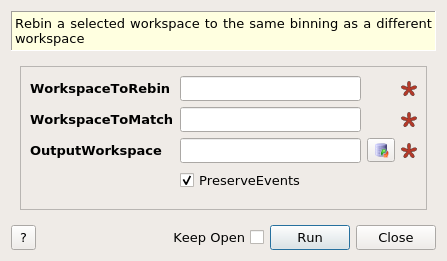 Rebin a selected workspace to the same binning as a different
workspace
WorkspaceToRebin
WorkspaceToMatch
OutputWorkspace
PreserveEvents
? Keep Open Run Close